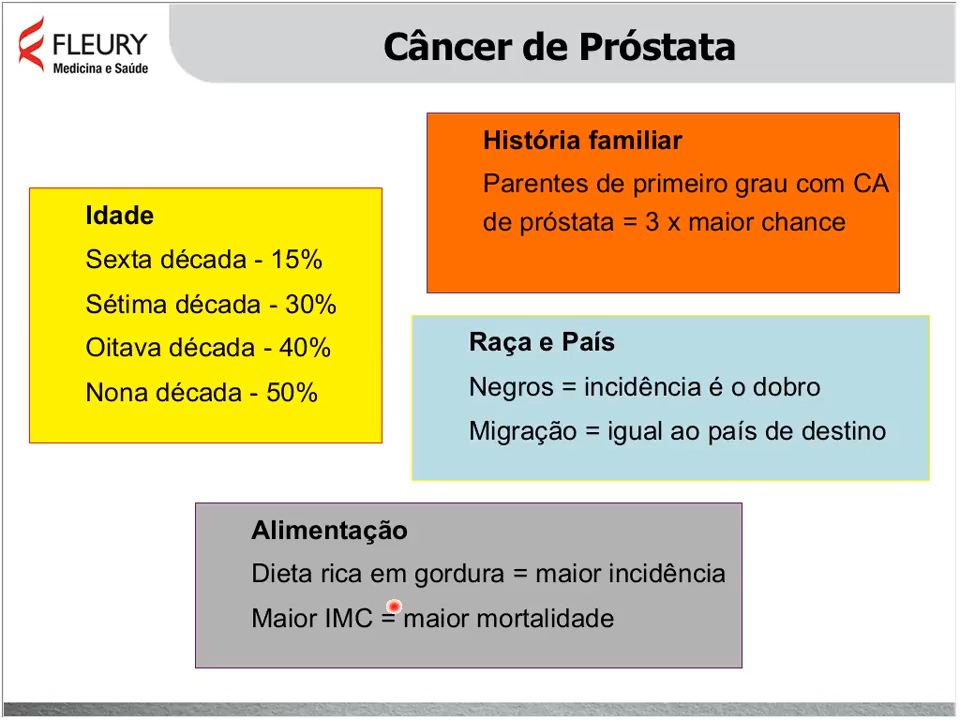 FLEURY
Medicina e Saúde
Câncer de Próstata
História familiar
Parentes de primeiro grau com CA
de próstata = 3 x maior chance
Idade
Sexta década - 15%
Sétima década - 30%
Oitava década - 40%
Nona década - 50%
Raça e País
Negros = incidência é o dobro
Migração = igual ao país de destino
Alimentação
Dieta rica em gordura = maior incidência
Maior IMC = maior mortalidade